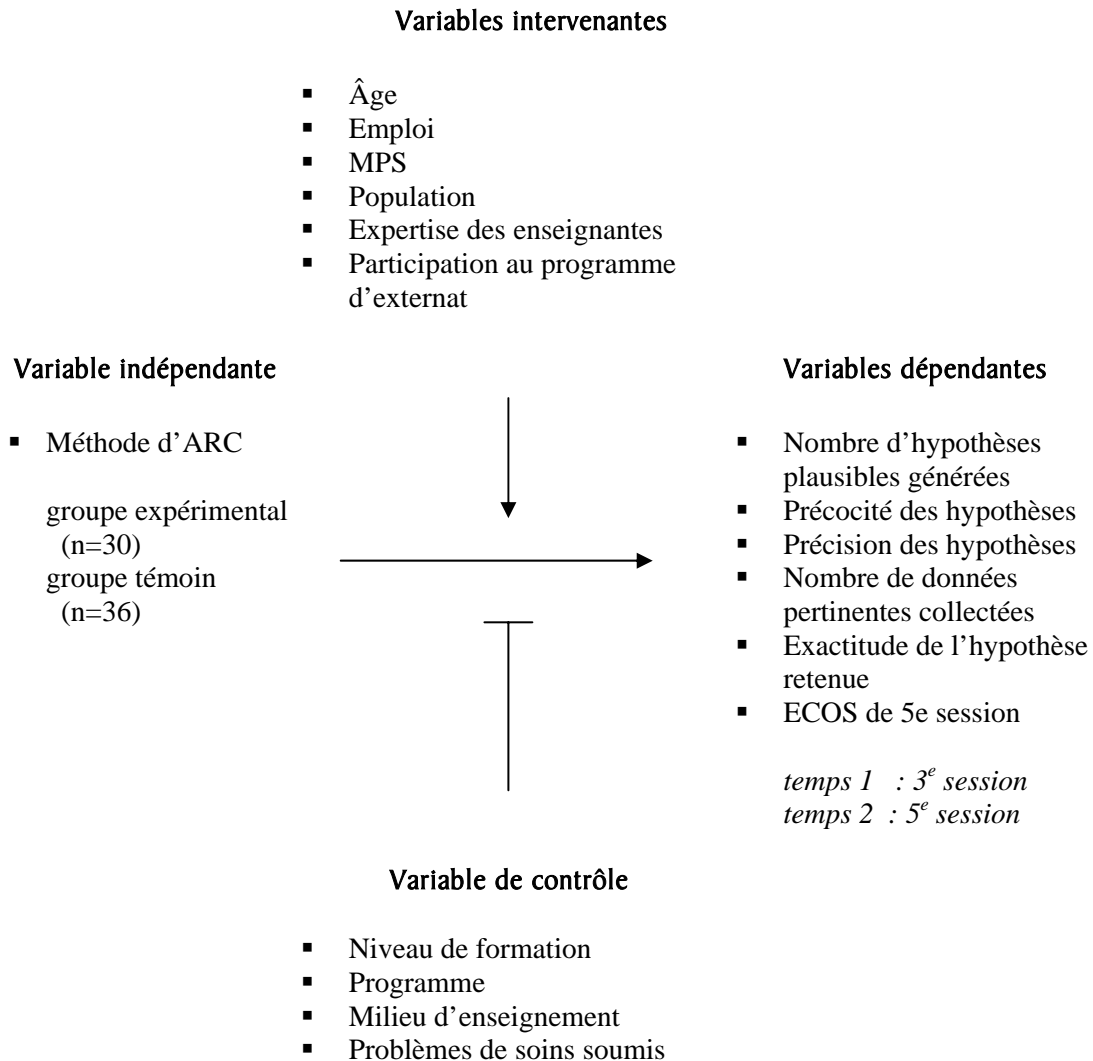 Variables intervenantes
▪ Âge
▪ Emploi
▪ MPS
▪ Population
▪ Expertise des enseignantes
▪ Participation au programme
d'externat
Variable indépendante
▪ Méthode d'ARC
groupe expérimental
(n=30)
groupe témoin
(n=36)
Variables dépendantes
▪ Nombre d'hypothèses
plausibles générées
▪ Précocité des hypothèses
▪ Précision des hypothèses
▪ Nombre de données
pertinentes collectées
▪ Exactitude de l'hypothèse
retenue
▪ ECOS de 5e session
temps 1 : 3e session
temps 2 : 5e session
Variable de contrôle
▪ Niveau de formation
▪ Programme
▪ Milieu d'enseignement
▪ Problèmes de soins soumis